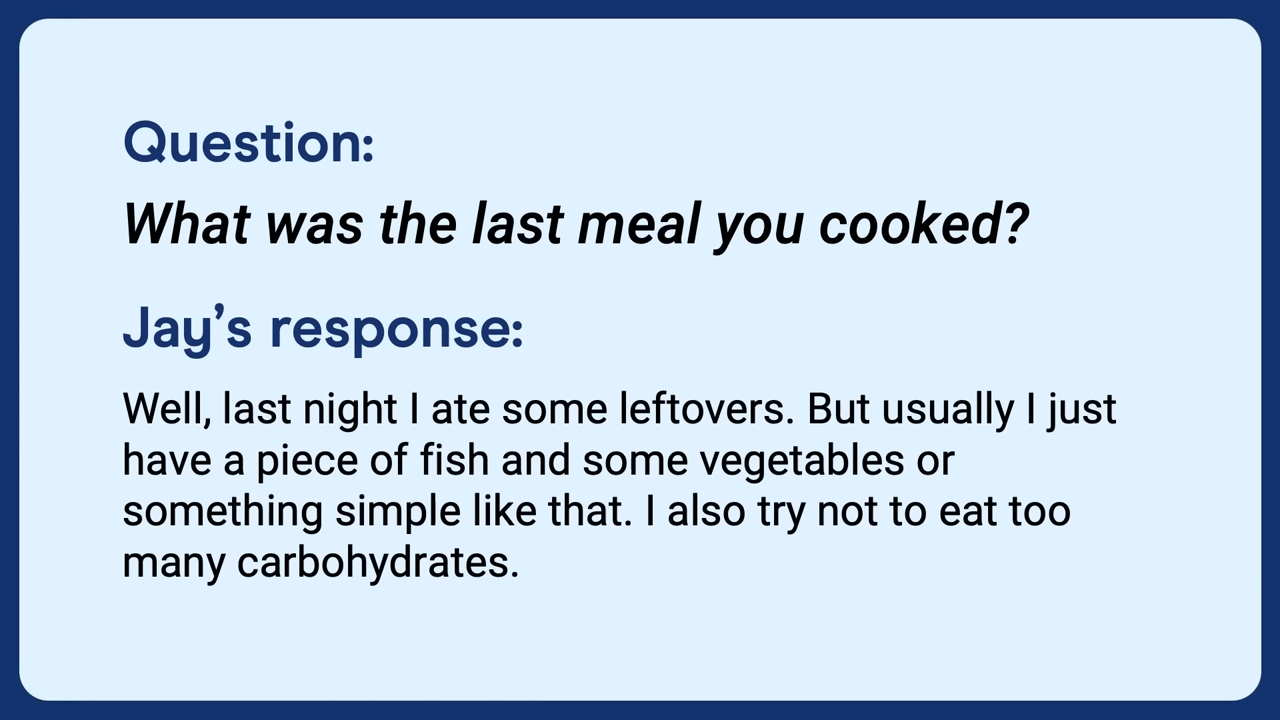 Question:
What was the last meal you cooked?
Jay’s response:
Well, last night I ate some leftovers. But usually I just
have a piece of fish and some vegetables or
something simple like that. I also try not to eat too
many carbohydrates.